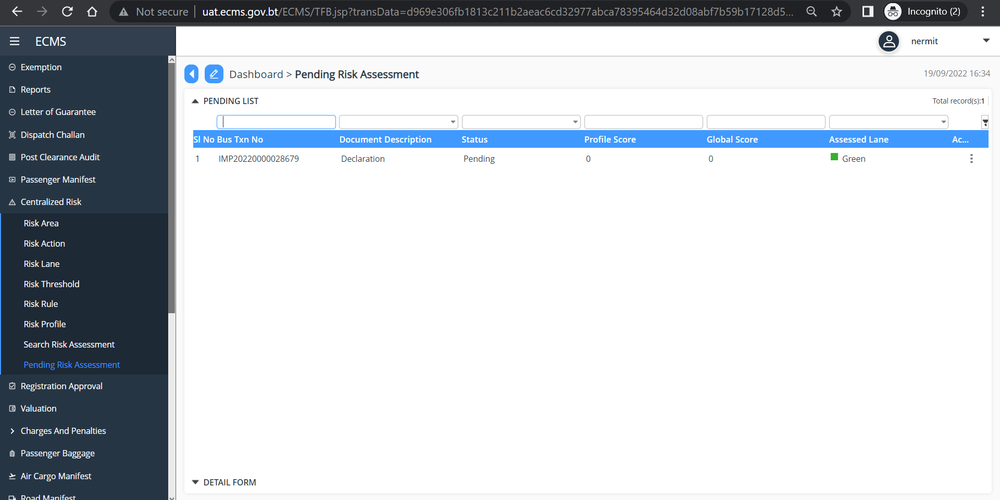 Not secure uat.ecms.gov.bt/ECMS/TFB.jsp?transData=d969e306fb1813c211b2aeac6cd32977abca78395464d32d08abf7b59b17128d5... Incognito (2)
ECMS
nermit
Exemption
Reports
Letter of Guarantee
Dispatch Challan
Post Clearance Audit
Passenger Manifest
Centralized Risk
Risk Area
Risk Action
Risk Lane
Risk Threshold
Risk Rule
Risk Profile
Search Risk Assessment
Pending Risk Assessment
Registration Approval
Valuation
Charges And Penalties
Passenger Baggage
Air Cargo Manifest
Road Manifest
Dashboard > Pending Risk Assessment
19/09/2022 16:34
PENDING LIST
Total record(s):1
Sl No Bus Txn No Document Description Status Profile Score Global Score Assessed Lane Ac...
1 IMP20220000028679 Declaration Pending 0 0 Green
DETAIL FORM